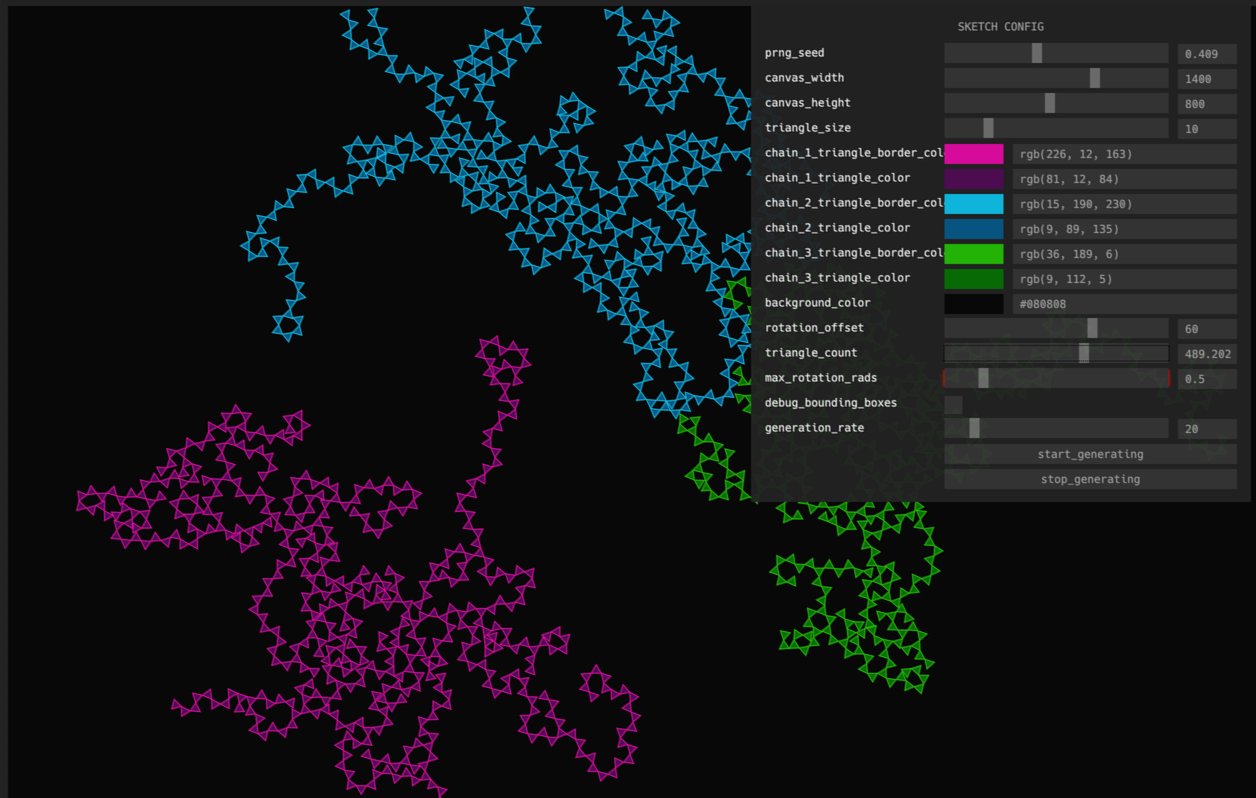 SKETCH CONFIG
prng_seed 0.409
canvas_width 1400
canvas_height 800
triangle_size 10
chain_1_triangle_border_col rgb(226, 12, 163)
chain_1_triangle_color rgb(81, 12, 84)
chain_2_triangle_border_col rgb(15, 190, 230)
chain_2_triangle_color rgb(9, 89, 135)
chain_3_triangle_border_col rgb(36, 189, 6)
chain_3_triangle_color rgb(9, 112, 5)
background_color #080808
rotation_offset 60
triangle_count 489.202
max_rotation_rads 0.5
debug_bounding_boxes
generation_rate 20
start_generating
stop_generating